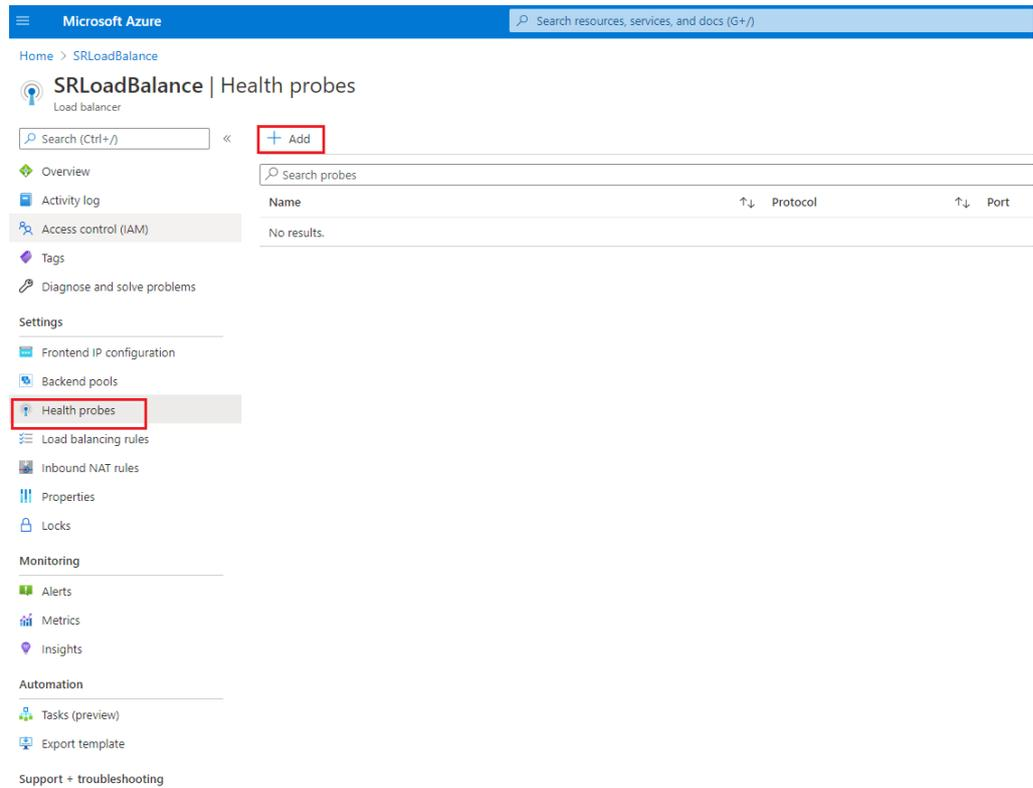 Microsoft Azure
Search resources, services, and docs (G+/)
Home > SRLoadBalance
SRLoadBalance | Health probes
Load balancer
Search (Ctrl+/)
«
+ Add
Overview
Activity log
Access control (IAM)
Tags
Diagnose and solve problems
Settings
Frontend IP configuration
Backend pools
Health probes
Load balancing rules
Inbound NAT rules
Properties
Locks
Monitoring
Alerts
Metrics
Insights
Automation
Tasks (preview)
Export template
Support + troubleshooting
Search probes
Name ↑↓ Protocol ↑↓ Port
No results.